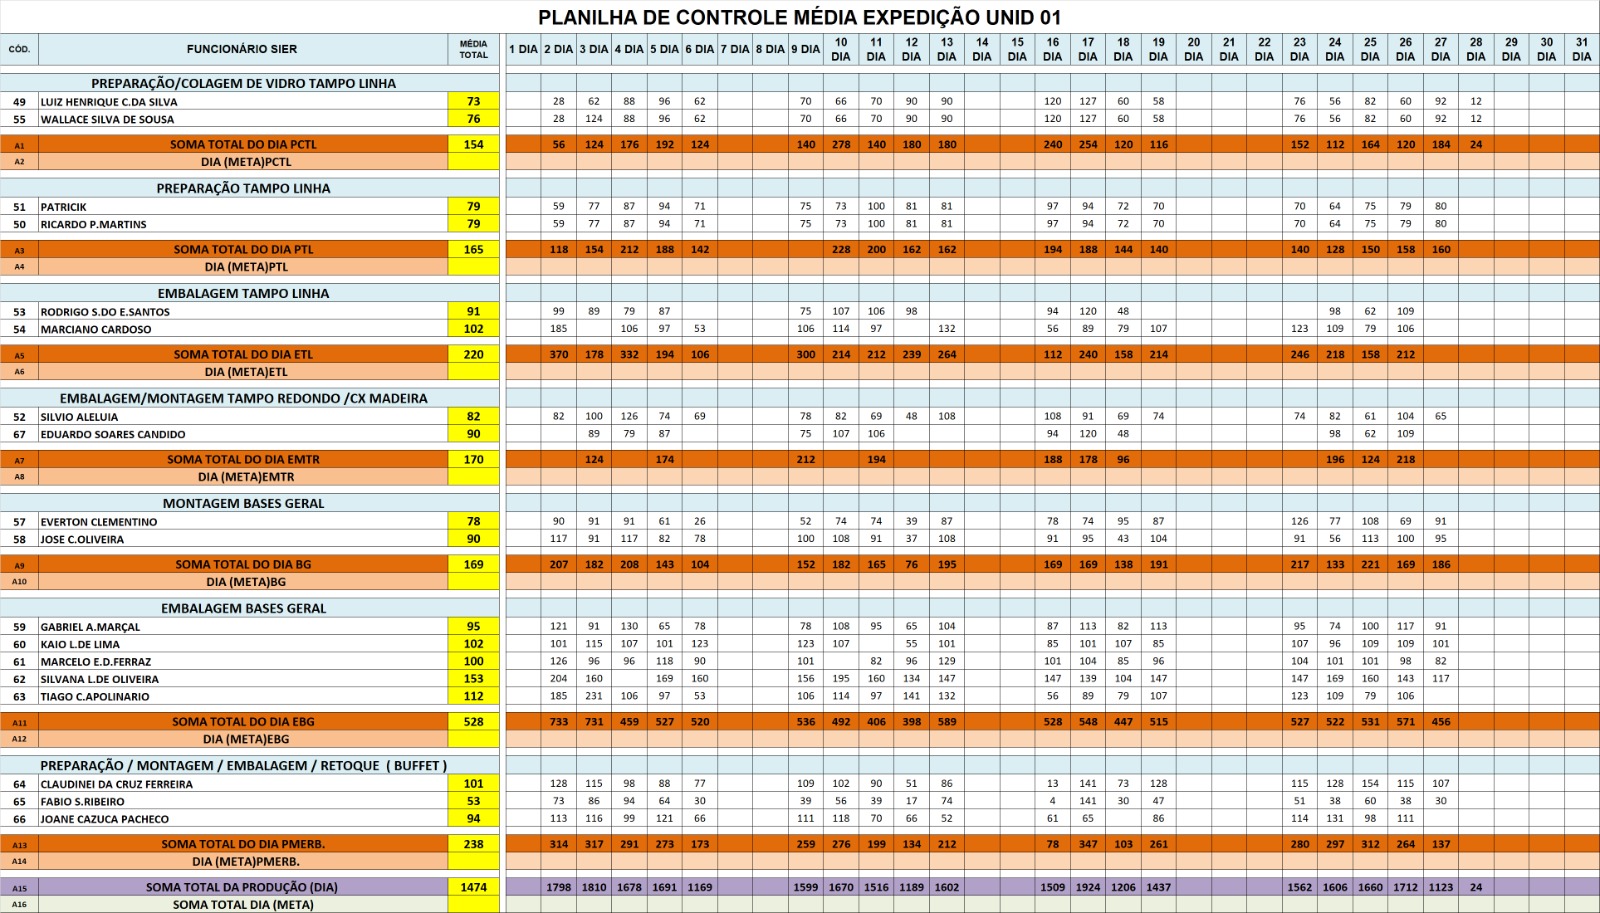 PLANILHA DE CONTROLE MÉDIA EXPEDIÇÃO UNID 01
CÓD. FUNCIONÁRIO SIER MÉDIA TOTAL 1 DIA 2 DIA 3 DIA 4 DIA 5 DIA 6 DIA 7 DIA 8 DIA 9 DIA 10 DIA 11 DIA 12 DIA 13 DIA 14 DIA 15 DIA 16 DIA 17 DIA 18 DIA 19 DIA 20 DIA 21 DIA 22 DIA 23 DIA 24 DIA 25 DIA 26 DIA 27 DIA 28 DIA 29 DIA 30 DIA 31 DIA
PREPARAÇÃO/COLAGEM DE VIDRO TAMPO LINHA
49 LUIZ HENRIQUE C.DA SILVA 73 28 62 88 96 62 70 66 70 90 90 120 127 60 58 76 56 82 60 92 12
55 WALLACE SILVA DE SOUSA 76 28 124 88 96 62 70 66 70 90 90 120 127 60 58 76 56 82 60 92 12
A1 SOMA TOTAL DO DIA PCTL 154 56 124 176 192 124 140 278 140 180 180 240 254 120 116 152 112 164 120 184 24
A2 DIA (META)PCTL
PREPARAÇÃO TAMPO LINHA
51 PATRICIK 79 59 77 87 94 71 75 73 100 81 81 97 94 72 70 70 64 75 79 80
50 RICARDO P.MARTINS 79 59 77 87 94 71 75 73 100 81 81 97 94 72 70 70 64 75 79 80
A3 SOMA TOTAL DO DIA PTL 165 118 154 212 188 142 228 200 162 162 194 188 144 140 140 128 150 158 160
A4 DIA (META)PTL
EMBALAGEM TAMPO LINHA
53 RODRIGO S.DO E.SANTOS 91 99 89 79 87 75 107 106 98 94 120 48 98 62 109
54 MARCIANO CARDOSO 102 185 106 97 53 106 114 97 132 56 89 79 107 123 109 79 106
A5 SOMA TOTAL DO DIA ETL 220 370 178 332 194 106 300 214 212 239 264 112 240 158 214 246 218 158 212
A6 DIA (META)ETL
EMBALAGEM/MONTAGEM TAMPO REDONDO /CX MADEIRA
52 SILVIO ALELUIA 82 82 100 126 74 69 78 82 69 48 108 108 91 69 74 74 82 61 104 65
67 EDUARDO SOARES CANDIDO 90 89 79 87 75 107 106 94 120 48 98 62 109
A7 SOMA TOTAL DO DIA EMTR 170 124 174 212 194 188 178 96 196 124 218
A8 DIA (META)EMTR
MONTAGEM BASES GERAL
57 EVERTON CLEMENTINO 78 90 91 91 61 26 52 74 74 39 87 78 74 95 87 126 77 108 69 91
58 JOSE C.OLIVEIRA 90 117 91 117 82 78 100 108 91 37 108 91 95 43 104 91 56 113 100 95
A9 SOMA TOTAL DO DIA BG 169 207 182 208 143 104 152 182 165 76 195 169 169 138 191 217 133 221 169 186
A10 DIA (META)BG
EMBALAGEM BASES GERAL
59 GABRIEL A.MARÇAL 95 121 91 130 65 78 78 108 95 65 104 87 113 82 113 95 74 100 117 91
60 KAIO L.DE LIMA 102 101 115 107 101 123 123 107 55 101 85 101 107 85 107 96 109 109 101
61 MARCELO E.D.FERRAZ 100 126 96 96 118 90 101 82 96 129 101 104 85 96 104 101 101 98 82
62 SILVANA L.DE OLIVEIRA 153 204 160 169 160 156 195 160 134 147 147 139 104 147 147 169 160 143 117
63 TIAGO C.APOLINARIO 112 185 231 106 97 53 106 114 97 141 132 56 89 79 107 123 109 79 106
A11 SOMA TOTAL DO DIA EBG 528 733 731 459 527 520 536 492 406 398 589 528 548 447 515 527 522 531 571 456
A12 DIA (META)EBG
PREPARAÇÃO / MONTAGEM / EMBALAGEM / RETOQUE ( BUFFET )
64 CLAUDINEI DA CRUZ FERREIRA 101 128 115 98 88 77 109 102 90 51 86 13 141 73 128 115 128 154 115 107
65 FABIO S.RIBEIRO 53 73 86 94 64 30 39 56 39 17 74 4 141 30 47 51 38 60 38 30
66 JOANE CAZUCA PACHECO 94 113 116 99 121 66 111 118 70 66 52 61 65 86 114 131 98 111
A13 SOMA TOTAL DO DIA PMERB. 238 314 317 291 273 173 259 276 199 134 212 78 347 103 261 280 297 312 264 137
A14 DIA (META)PMERB.
A15 SOMA TOTAL DA PRODUÇÃO (DIA) 1474 1798 1810 1678 1691 1169 1599 1670 1516 1189 1602 1509 1924 1206 1437 1562 1606 1660 1712 1123 24
A16 SOMA TOTAL DIA (META)